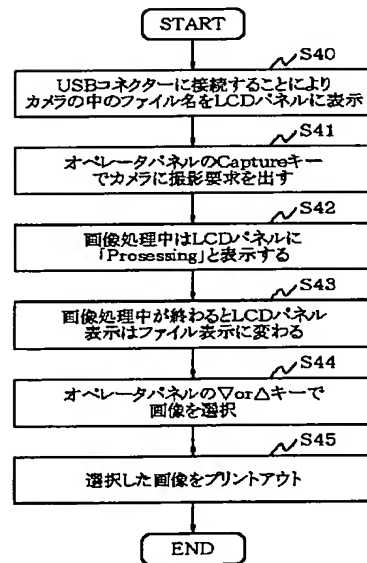 START
S40
USBコネクターに接続することにより
カメラの中のファイル名をLCDパネルに表示
S41
オペレータパネルのCaptureキー
でカメラに撮影要求を出す
S42
画像処理中はLCDパネルに
「Prosessing」と表示する
S43
画像処理中が終わるとLCDパネル
表示はファイル表示に変わる
S44
オペレータパネルの▽or△キーで
画像を選択
S45
選択した画像をプリントアウト
END